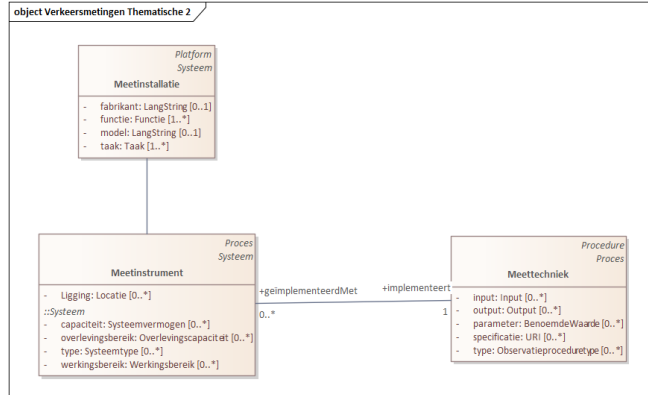 object Verkeersmetingen Thematische 2
Platform
Systeem
Meetinstallatie
- fabrikant: LangString [0..1]
- functie: Functie [1..*]
- model: LangString [0..1]
- taak: Taak [1..*]
Proces
Systeem
Meetinstrument
- Ligging: Locatie [0..*]
::Systeem
- capaciteit: Systeemvermogen [0..*]
- overlevingsbereik: Overlevingscapaciteit [0..*]
- type: Systeemtype [0..*]
- werkingsbereik: Werkingsbereik [0..*]
+geïmplementeerdMet
0..*
+implementeert
1
Procedure
Proces
Meettechniek
- input: Input [0..*]
- output: Output [0..*]
- parameter: BenoemdeWaarde [0..*]
- specificatie: URI [0..*]
- type: Observatieproceduretype [0..*]